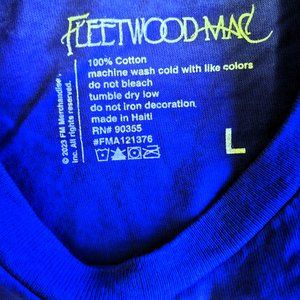 FLEETWOOD MAC
100% Cotton
machine wash cold with like colors
do not bleach
tumble dry low
do not iron decoration
made in Haiti
RN# 90355
#FMA121376
L
© 2023 FM Merchandise,
Inc. All rights reserved.